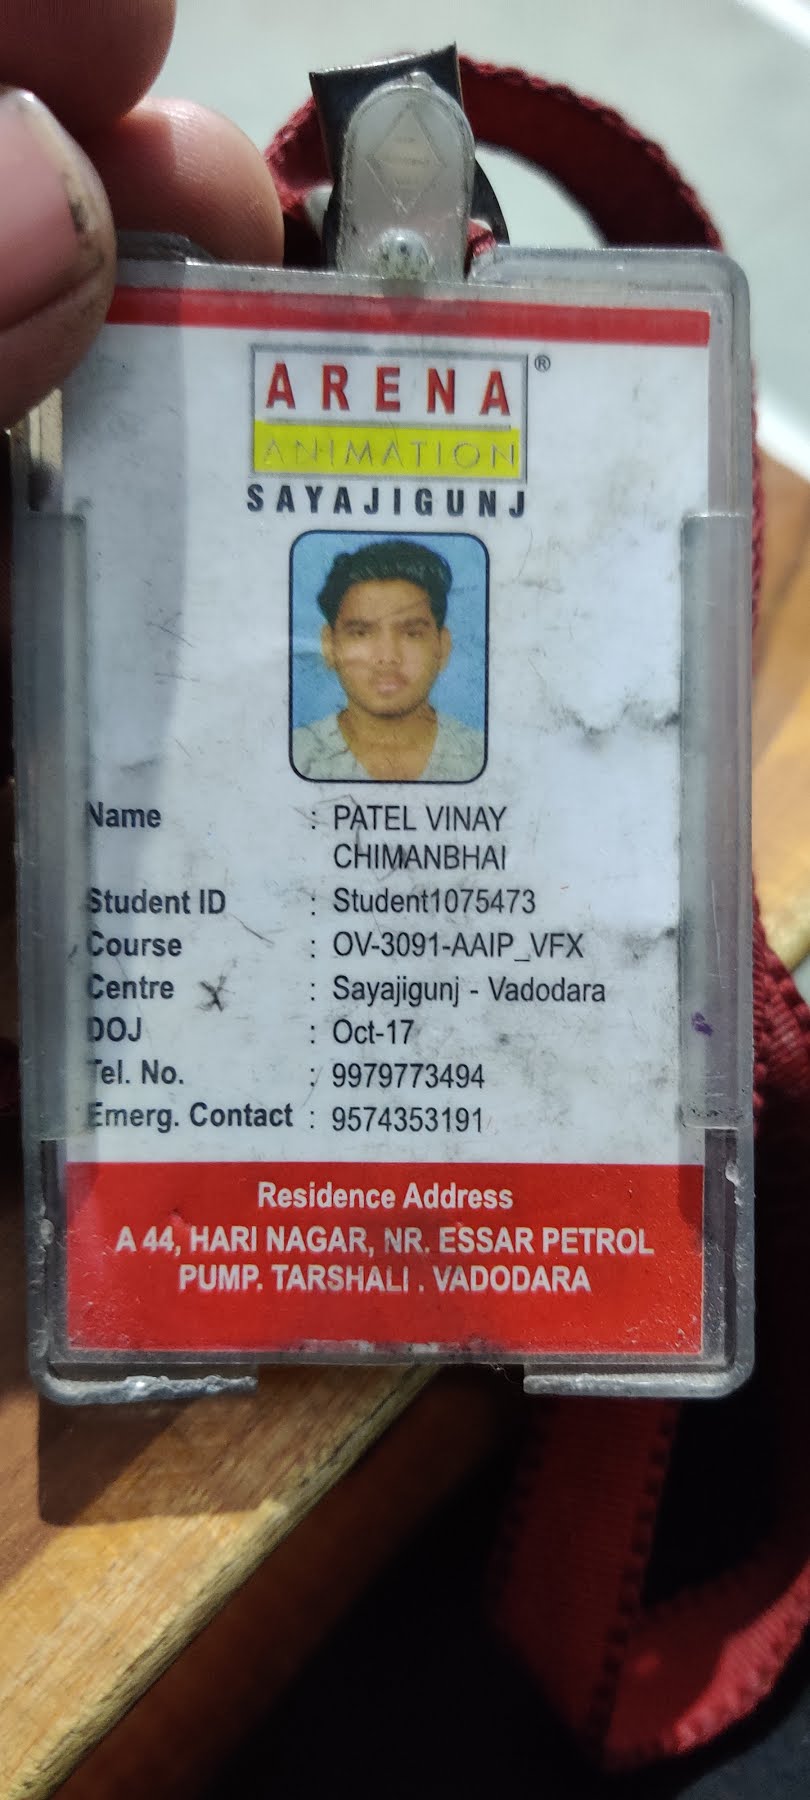 ARENA®
ANIMATION
SAYAJIGUNJ
Name : PATEL VINAY
CHIMANBHAI
Student ID : Student1075473
Course : OV-3091-AAIP_VFX
Centre : Sayajigunj - Vadodara
DOJ : Oct-17
Tel. No. : 9979773494
Emerg. Contact : 9574353191
Residence Address
A 44, HARI NAGAR, NR. ESSAR PETROL
PUMP. TARSHALI . VADODARA